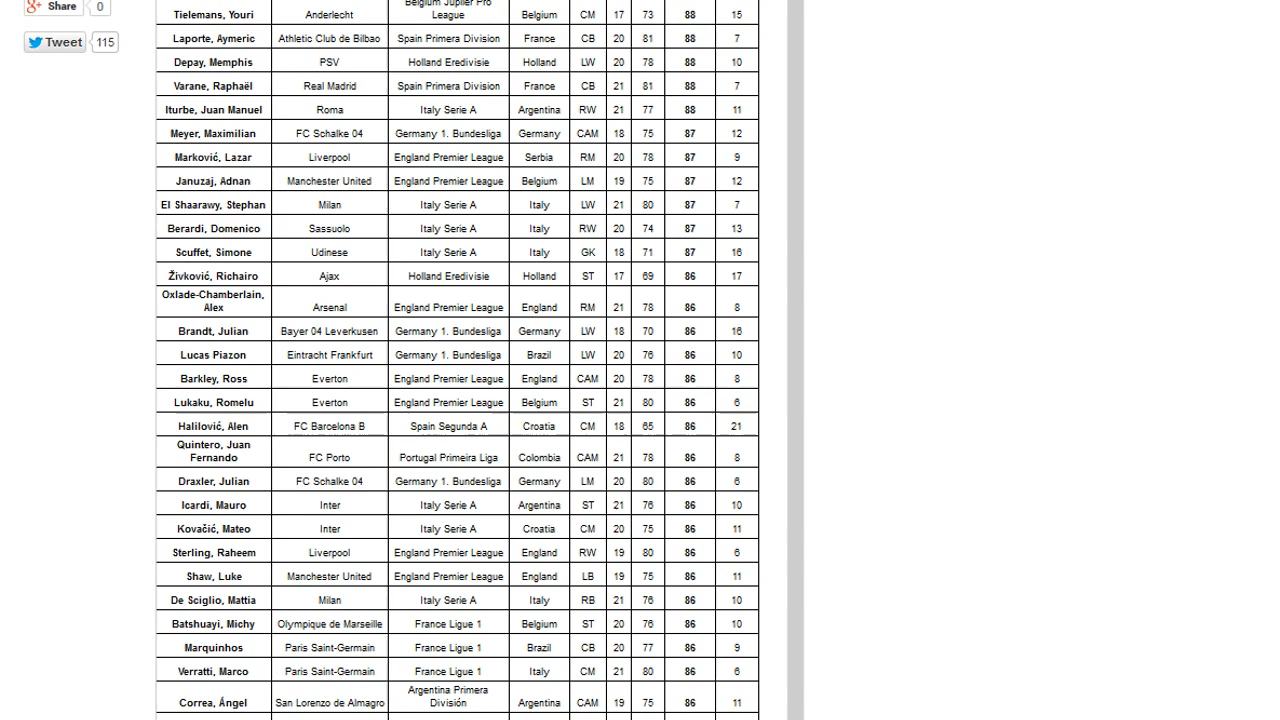 Share 0
Tweet 115
Belgium Jupiler Pro
Tielemans, Youri Anderlecht League Belgium CM 17 73 88 15
Laporte, Aymeric Athletic Club de Bilbao Spain Primera Division France CB 20 81 88 7
Depay, Memphis PSV Holland Eredivisie Holland LW 20 78 88 10
Varane, Raphaël Real Madrid Spain Primera Division France CB 21 81 88 7
Iturbe, Juan Manuel Roma Italy Serie A Argentina RW 21 77 88 11
Meyer, Maximilian FC Schalke 04 Germany 1. Bundesliga Germany CAM 18 75 87 12
Marković, Lazar Liverpool England Premier League Serbia RM 20 78 87 9
Januzaj, Adnan Manchester United England Premier League Belgium LM 19 75 87 12
El Shaarawy, Stephan Milan Italy Serie A Italy LW 21 80 87 7
Berardi, Domenico Sassuolo Italy Serie A Italy RW 20 74 87 13
Scuffet, Simone Udinese Italy Serie A Italy GK 18 71 87 16
Živković, Richairo Ajax Holland Eredivisie Holland ST 17 69 86 17
Oxlade-Chamberlain,
Alex Arsenal England Premier League England RM 21 78 86 8
Brandt, Julian Bayer 04 Leverkusen Germany 1. Bundesliga Germany LW 18 70 86 16
Lucas Piazon Eintracht Frankfurt Germany 1. Bundesliga Brazil LW 20 76 86 10
Barkley, Ross Everton England Premier League England CAM 20 78 86 8
Lukaku, Romelu Everton England Premier League Belgium ST 21 80 86 6
Halilović, Alen FC Barcelona B Spain Segunda A Croatia CM 18 65 86 21
Quintero, Juan
Fernando FC Porto Portugal Primeira Liga Colombia CAM 21 78 86 8
Draxler, Julian FC Schalke 04 Germany 1. Bundesliga Germany LM 20 80 86 6
Icardi, Mauro Inter Italy Serie A Argentina ST 21 76 86 10
Kovačić, Mateo Inter Italy Serie A Croatia CM 20 75 86 11
Sterling, Raheem Liverpool England Premier League England RW 19 80 86 6
Shaw, Luke Manchester United England Premier League England LB 19 75 86 11
De Sciglio, Mattia Milan Italy Serie A Italy RB 21 76 86 10
Batshuayi, Michy Olympique de Marseille France Ligue 1 Belgium ST 20 76 86 10
Marquinhos Paris Saint-Germain France Ligue 1 Brazil CB 20 77 86 9
Verratti, Marco Paris Saint-Germain France Ligue 1 Italy CM 21 80 86 6
Argentina Primera
Correa, Ángel San Lorenzo de Almagro División Argentina CAM 19 75 86 11